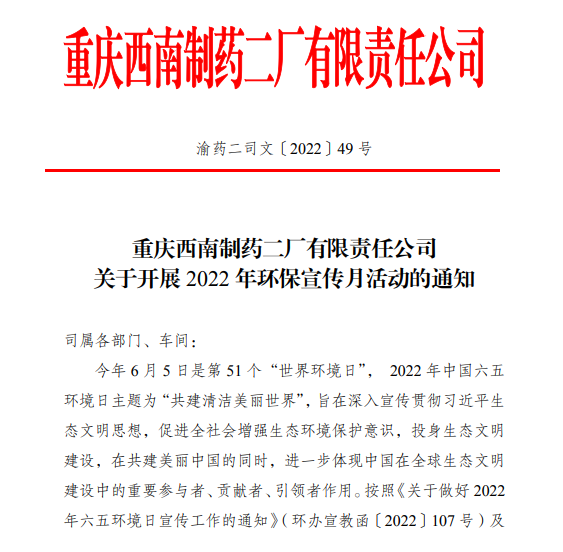 重庆西南制药二厂有限责任公司
渝药二司文〔2022〕49 号
重庆西南制药二厂有限责任公司
关于开展 2022 年环保宣传月活动的通知
司属各部门、车间：
今年 6 月 5 日是第 51 个“世界环境日”， 2022 年中国六五
环境日主题为“共建清洁美丽世界”，旨在深入宣传贯彻习近平生
态文明思想，促进全社会增强生态环境保护意识，投身生态文明
建设，在共建美丽中国的同时，进一步体现中国在全球生态文明
建设中的重要参与者、贡献者、引领者作用。按照《关于做好 2022
年六五环境日宣传工作的通知》（环办宣教函〔2022〕107 号）及